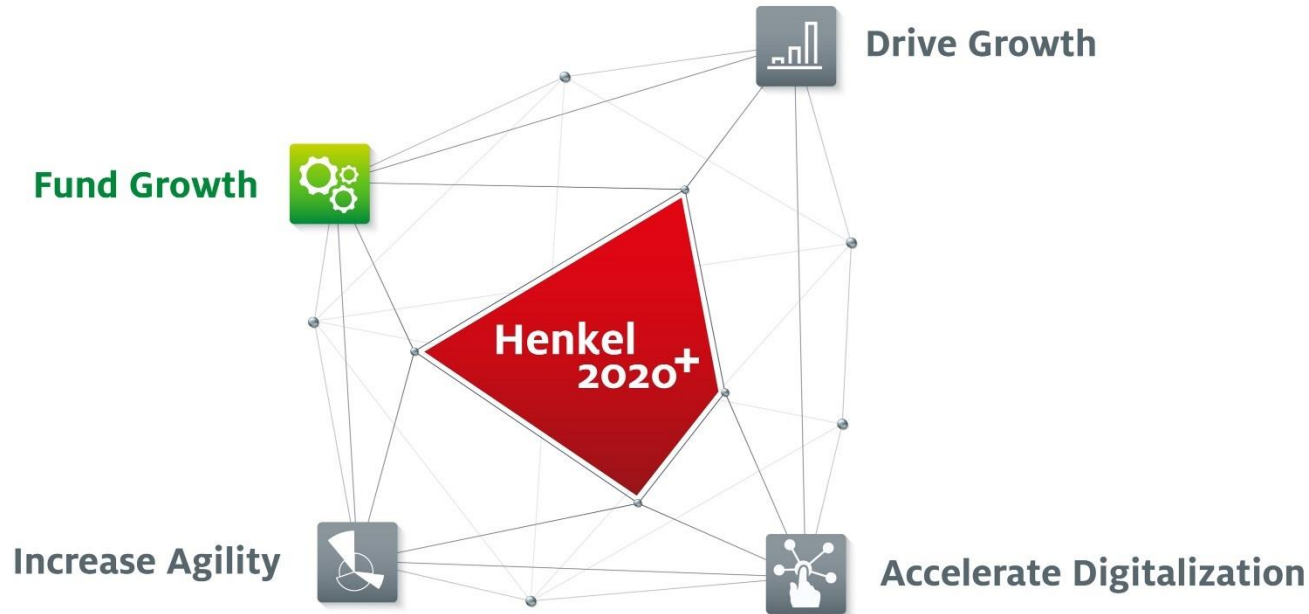 Drive Growth
Fund Growth
Henkel
2020+
Increase Agility
Accelerate Digitalization